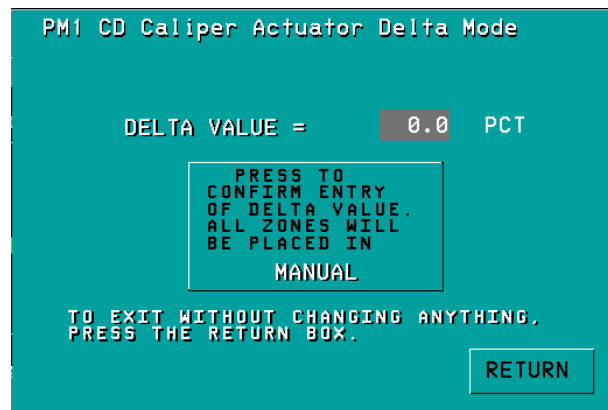 PM1 CD Caliper Actuator Delta Mode
DELTA VALUE = 0.0 PCT
PRESS TO
CONFIRM ENTRY
OF DELTA VALUE.
ALL ZONES WILL
BE PLACED IN
MANUAL
TO EXIT WITHOUT CHANGING ANYTHING,
PRESS THE RETURN BOX.
RETURN